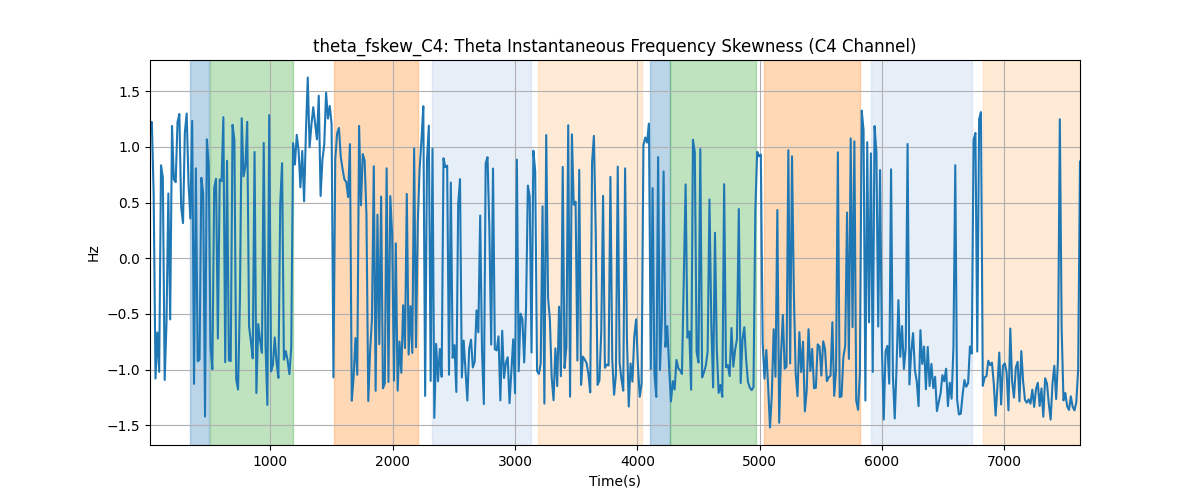 theta_fskew_C4: Theta Instantaneous Frequency Skewness (C4 Channel)
1.5
1.0
0.5
0.0
−0.5
−1.0
−1.5
Hz
1000 2000 3000 4000 5000 6000 7000
Time(s)